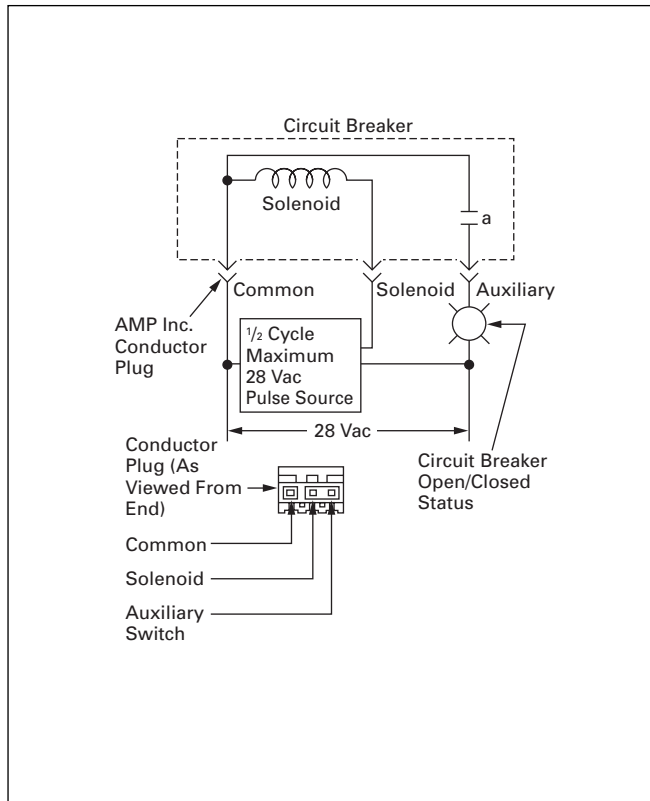 Circuit Breaker
Solenoid
a
Common
Solenoid
Auxiliary
AMP Inc.
Conductor
Plug
1/2 Cycle
Maximum
28 Vac
Pulse Source
28 Vac
Circuit Breaker
Open/Closed
Status
Conductor
Plug (As
Viewed From
End)
Common
Solenoid
Auxiliary
Switch